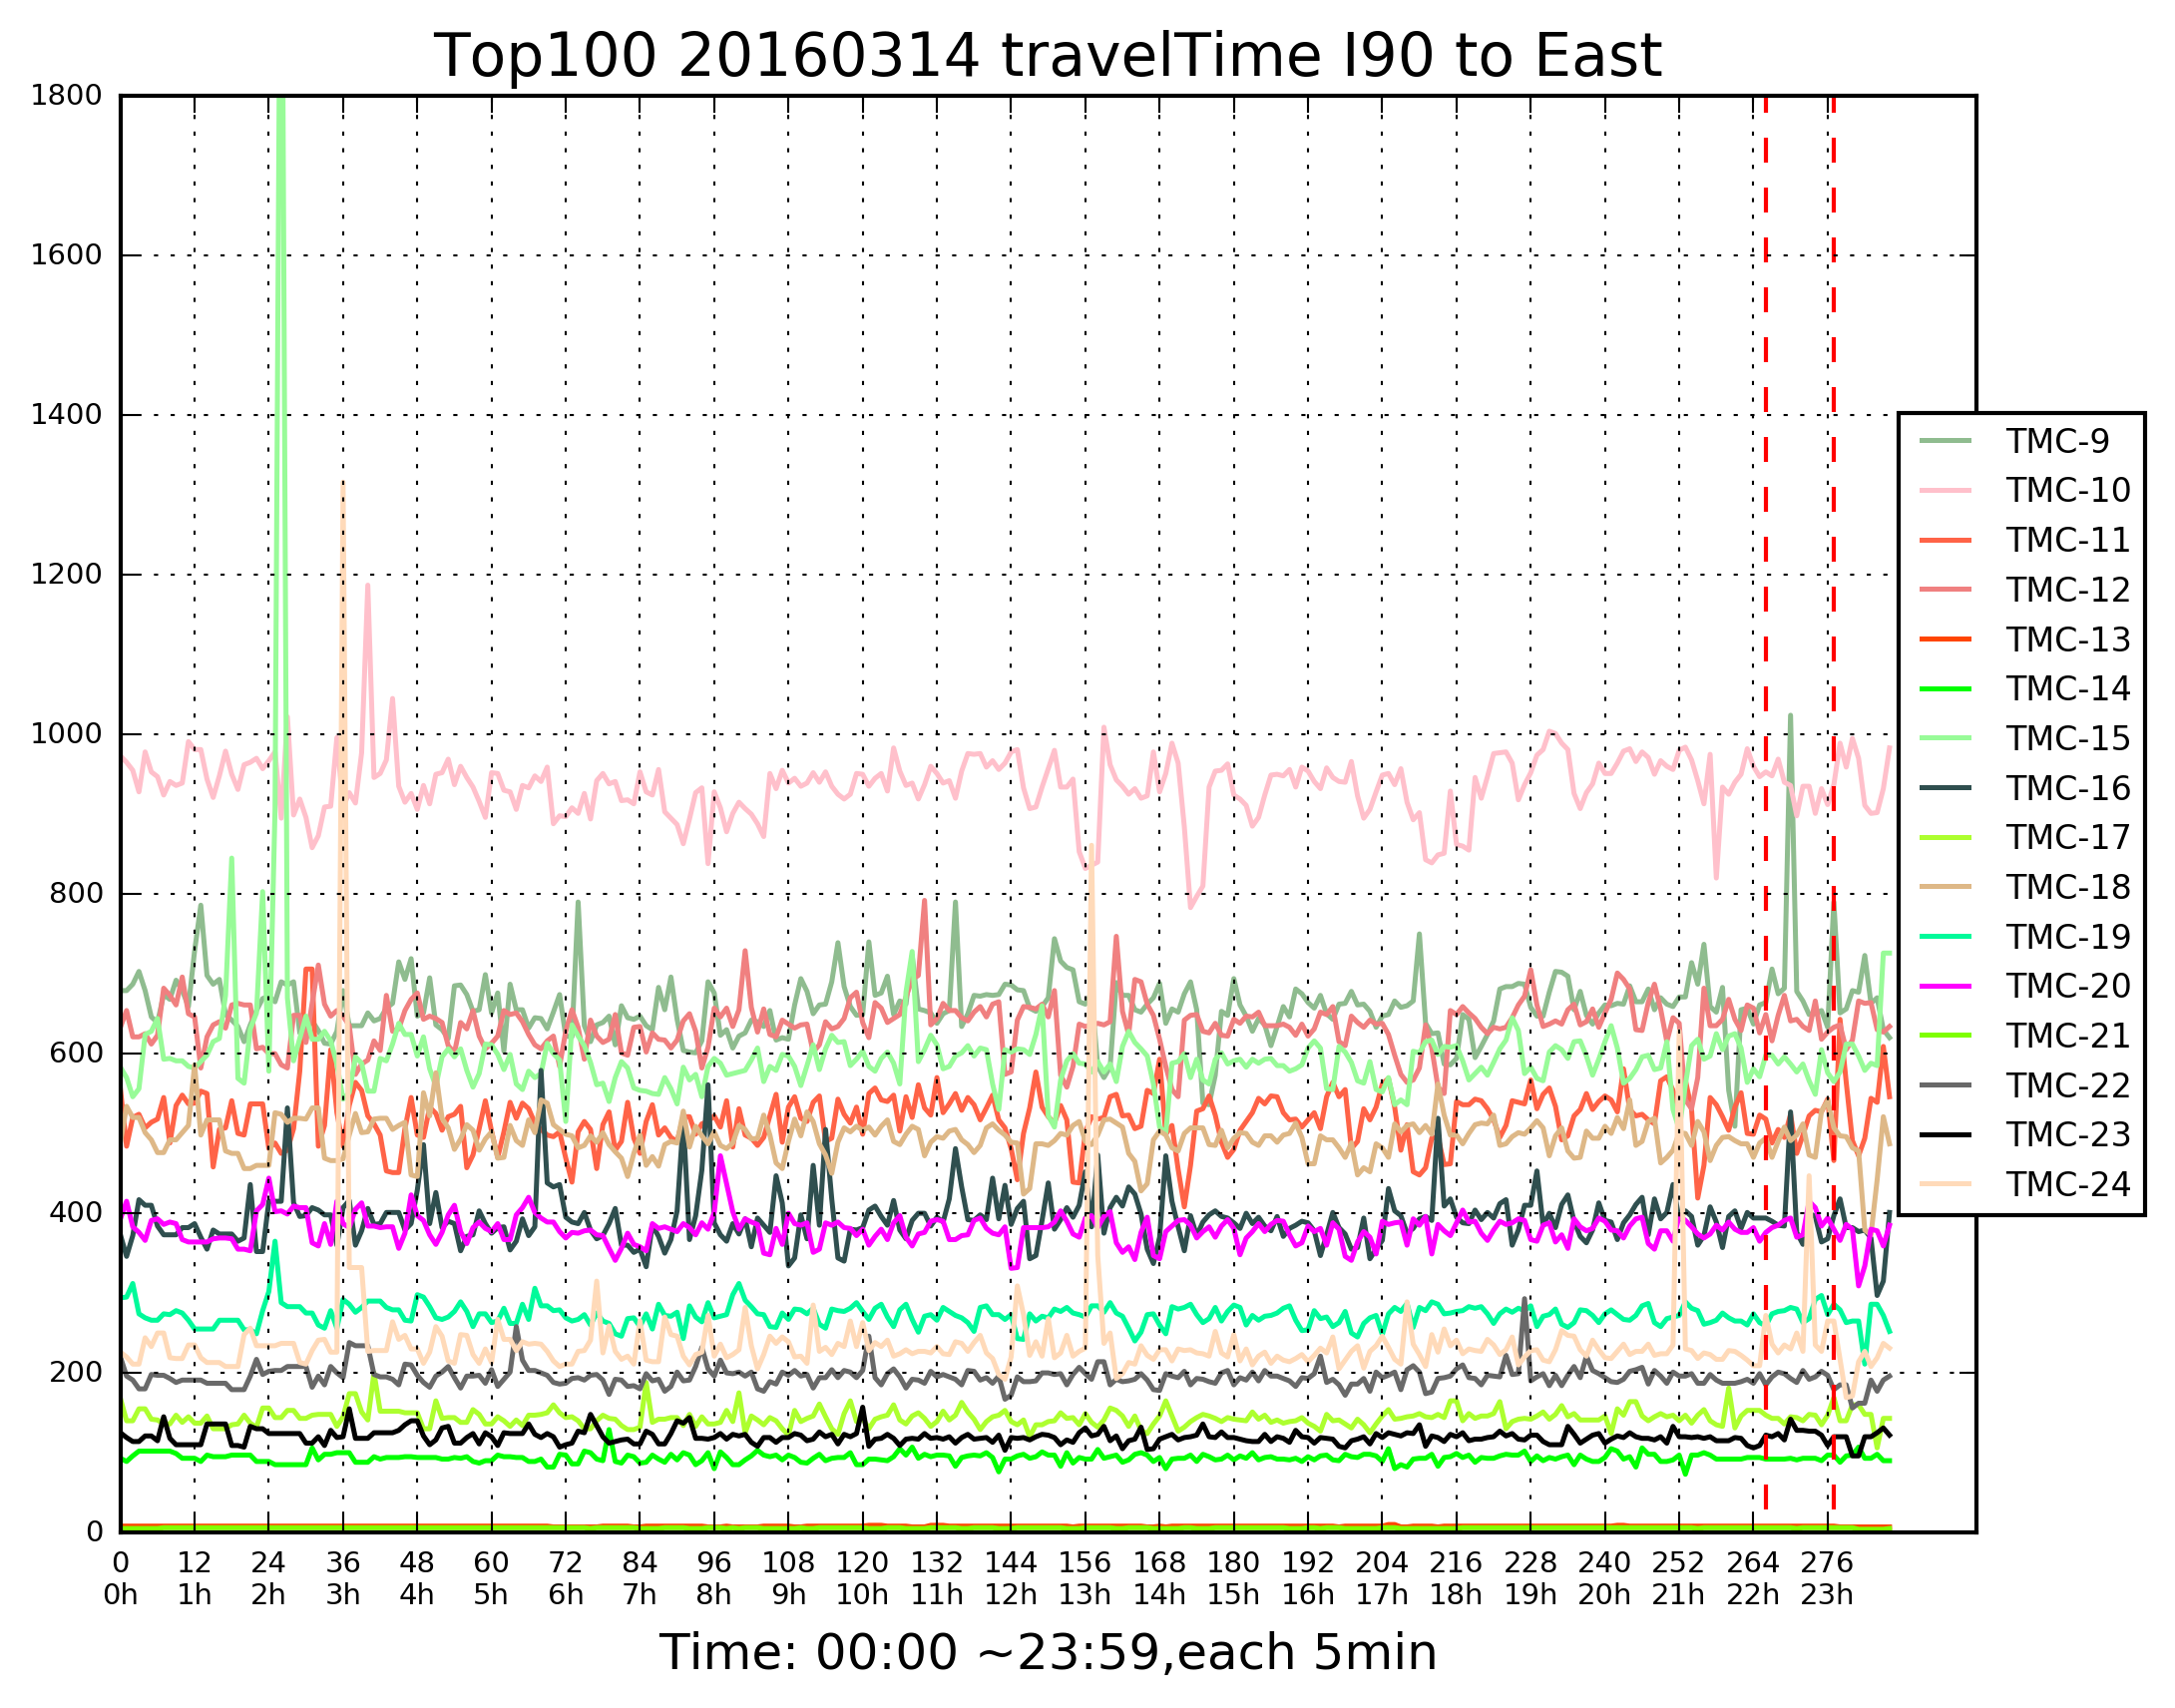 Top100 20160314 travelTime I90 to East
1800
1600
1400
1200
1000
800
600
400
200
0
TMC-9
TMC-10
TMC-11
TMC-12
TMC-13
TMC-14
TMC-15
TMC-16
TMC-17
TMC-18
TMC-19
TMC-20
TMC-21
TMC-22
TMC-23
TMC-24
0 12 24 36 48 60 72 84 96 108 120 132 144 156 168 180 192 204 216 228 240 252 264 276
0h 1h 2h 3h 4h 5h 6h 7h 8h 9h 10h 11h 12h 13h 14h 15h 16h 17h 18h 19h 20h 21h 22h 23h
Time: 00:00 ~23:59,each 5min